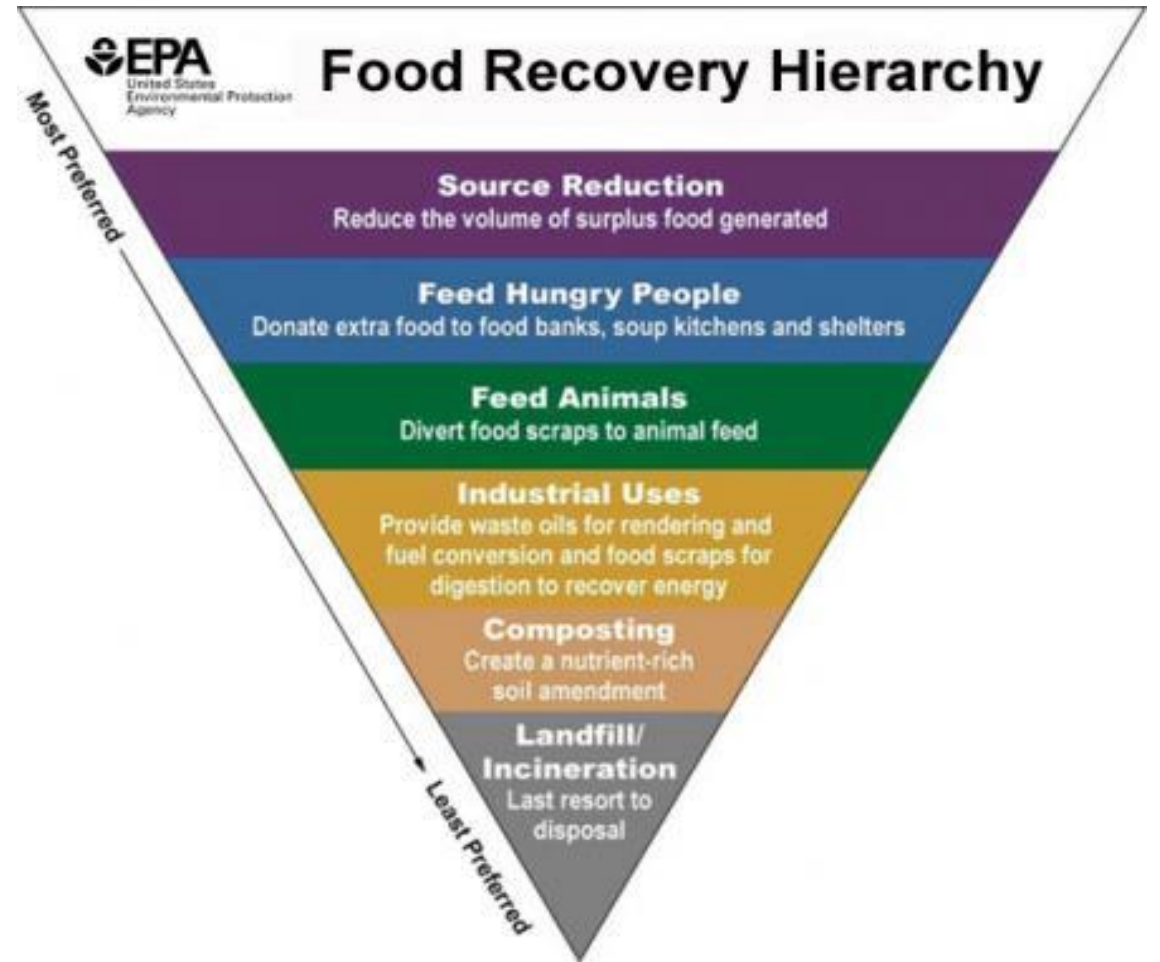 EPA
United States
Environmental Protection
Agency
Food Recovery Hierarchy
Most Preferred
Source Reduction
Reduce the volume of surplus food generated
Feed Hungry People
Donate extra food to food banks, soup kitchens and shelters
Feed Animals
Divert food scraps to animal feed
Industrial Uses
Provide waste oils for rendering and
fuel conversion and food scraps for
digestion to recover energy
Composting
Create a nutrient-rich
soil amendment
Landfill/
Incineration
Last resort to
disposal
Least Preferred